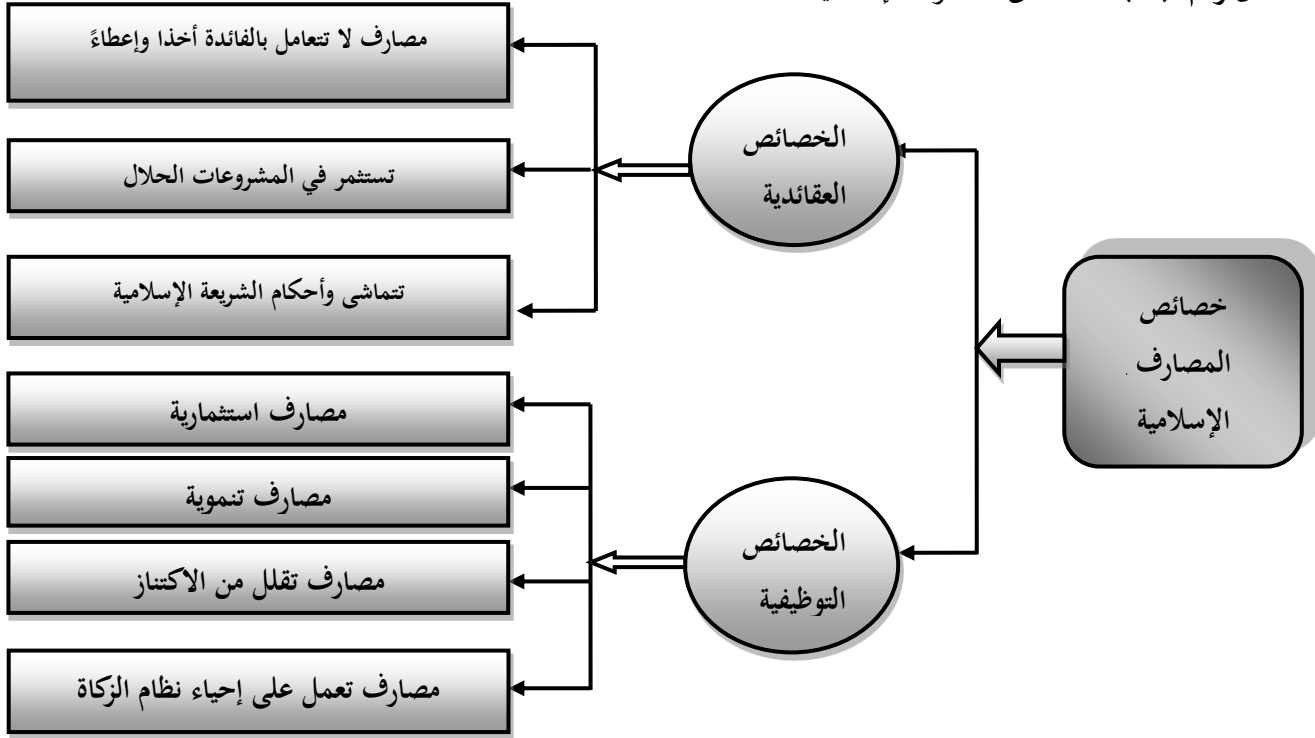 خصائص
المصارف
الإسلامية
الخصائص
العقائدية
مصارف لا تتعامل بالفائدة أخذا وإعطاءً
تستثمر في المشروعات الحلال
تتماشى وأحكام الشريعة الإسلامية
الخصائص
التوظيفية
مصارف استثمارية
مصارف تنموية
مصارف تقلل من الاكتناز
مصارف تعمل على إحياء نظام الزكاة